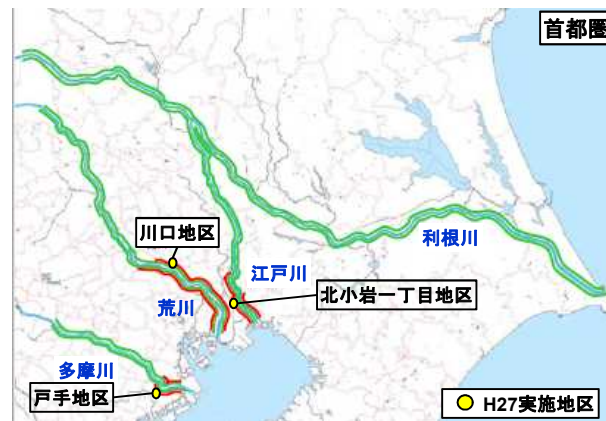 首都圏
川口地区
利根川
江戸川
北小岩一丁目地区
荒川
多摩川
戸手地区
H27実施地区